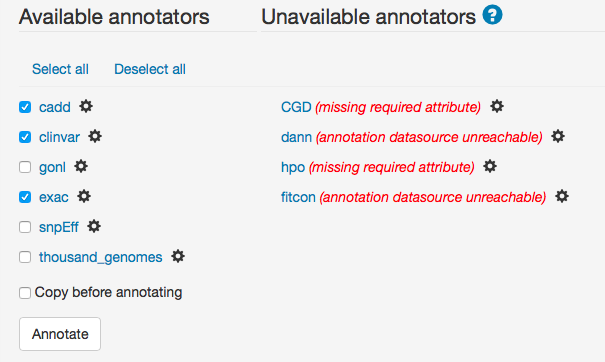 Available annotators
Unavailable annotators ?
Select all Deselect all
cadd
clinvar
gonl
exac
snpEff
thousand_genomes
CGD (missing required attribute)
dann (annotation datasource unreachable)
hpo (missing required attribute)
fitcon (annotation datasource unreachable)
Copy before annotating
Annotate